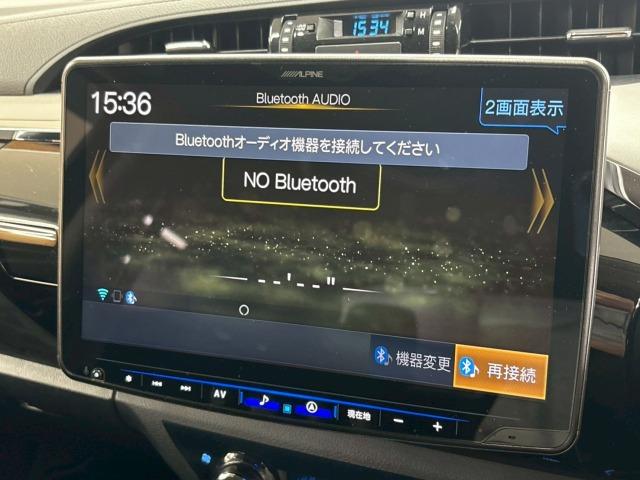 H M
15:34
ALPINE
15:36
Bluetooth AUDIO
2画面表示
Bluetoothオーディオ機器を接続してください
NO Bluetooth
--'--"
機器変更
再接続
AV
現在地